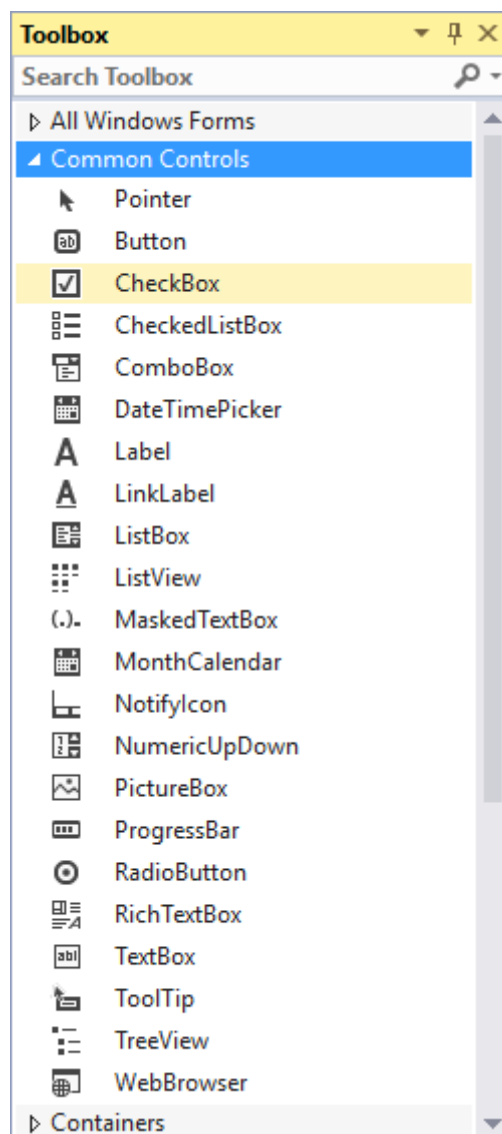 Toolbox
Search Toolbox
All Windows Forms
Common Controls
Pointer
Button
CheckBox
CheckedListBox
ComboBox
DateTimePicker
Label
LinkLabel
ListBox
ListView
MaskedTextBox
MonthCalendar
NotifyIcon
NumericUpDown
PictureBox
ProgressBar
RadioButton
RichTextBox
TextBox
ToolTip
TreeView
WebBrowser
Containers